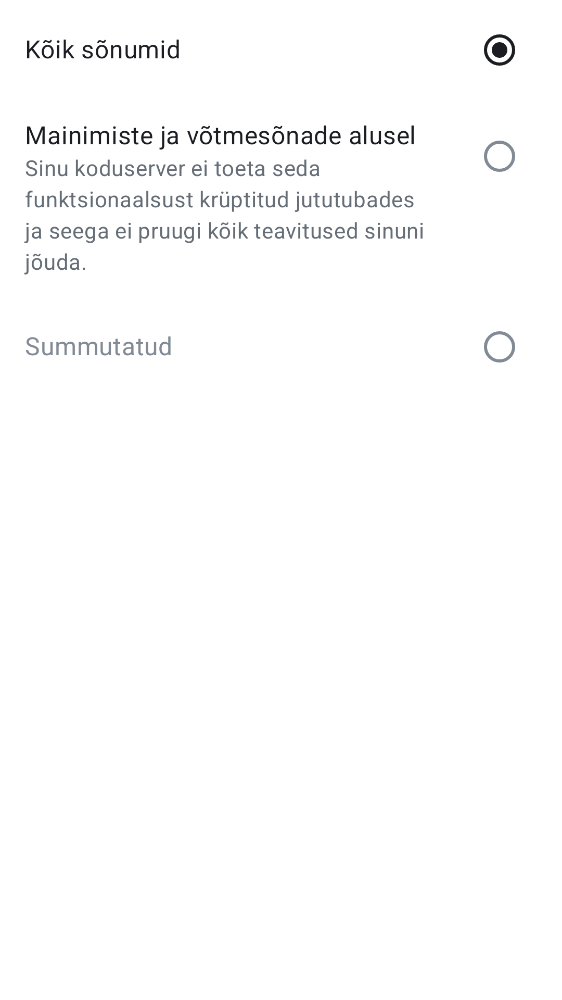 Kõik sõnumid
Mainimiste ja võtmesõnade alusel
Sinu koduserver ei toeta seda
funktsionaalsust krüptitud jututubades
ja seega ei pruugi kõik teavitused sinuni
jõuda.
Summutatud